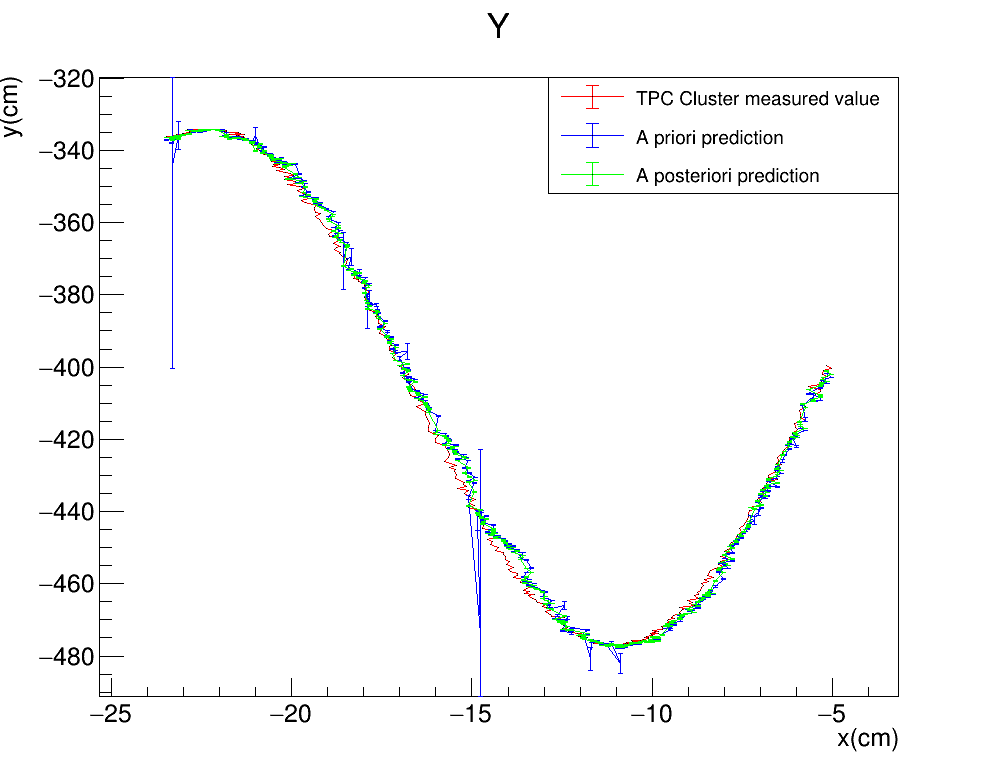 Y
y(cm)
−320
−340
−360
−380
−400
−420
−440
−460
−480
TPC Cluster measured value
A priori prediction
A posteriori prediction
−25
−20
−15
−10
−5
x(cm)